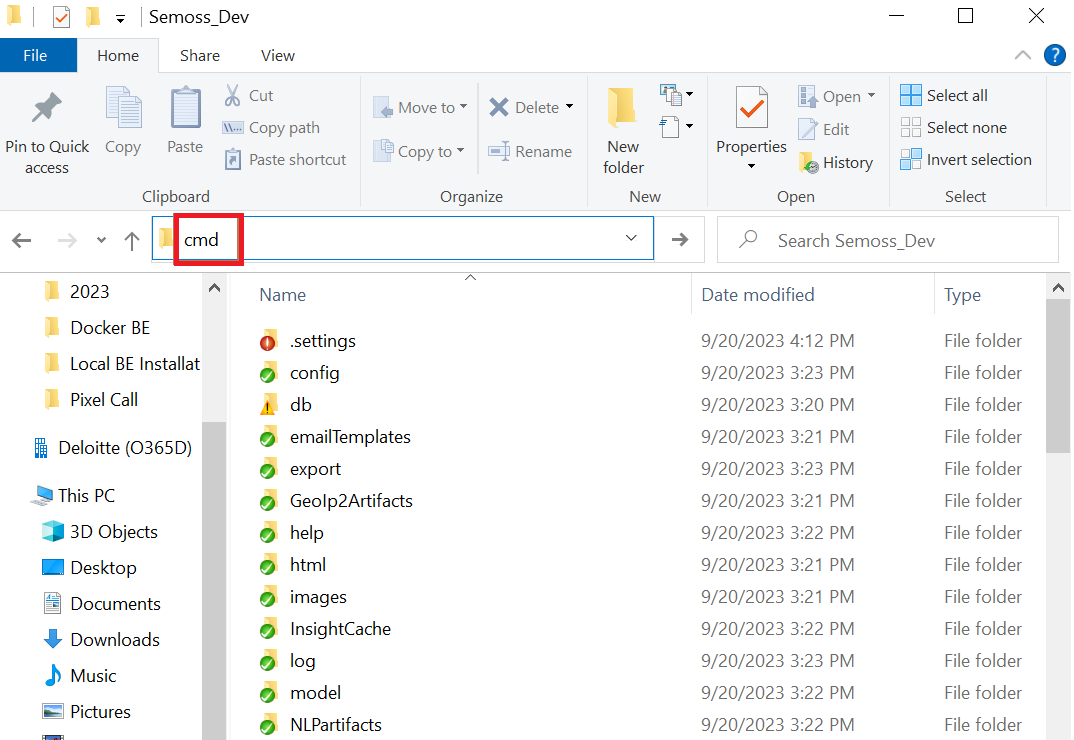 Semoss_Dev
File Home Share View
?
Pin to Quick access
Copy
Paste
Cut
Copy path
Paste shortcut
Clipboard
Move to
Copy to
Delete
Rename
Organize
New folder
New
Properties
Open
Edit
History
Open
Select all
Select none
Invert selection
Select
cmd
Search Semoss_Dev
2023
Docker BE
Local BE Installat
Pixel Call
Deloitte (O365D)
This PC
3D Objects
Desktop
Documents
Downloads
Music
Pictures
Name Date modified Type
.settings 9/20/2023 4:12 PM File folder
config 9/20/2023 3:23 PM File folder
db 9/20/2023 3:20 PM File folder
emailTemplates 9/20/2023 3:21 PM File folder
export 9/20/2023 3:23 PM File folder
GeoIp2Artifacts 9/20/2023 3:21 PM File folder
help 9/20/2023 3:22 PM File folder
html 9/20/2023 3:21 PM File folder
images 9/20/2023 3:21 PM File folder
InsightCache 9/20/2023 3:22 PM File folder
log 9/20/2023 3:23 PM File folder
model 9/20/2023 3:22 PM File folder
NLPartifacts 9/20/2023 3:22 PM File folder